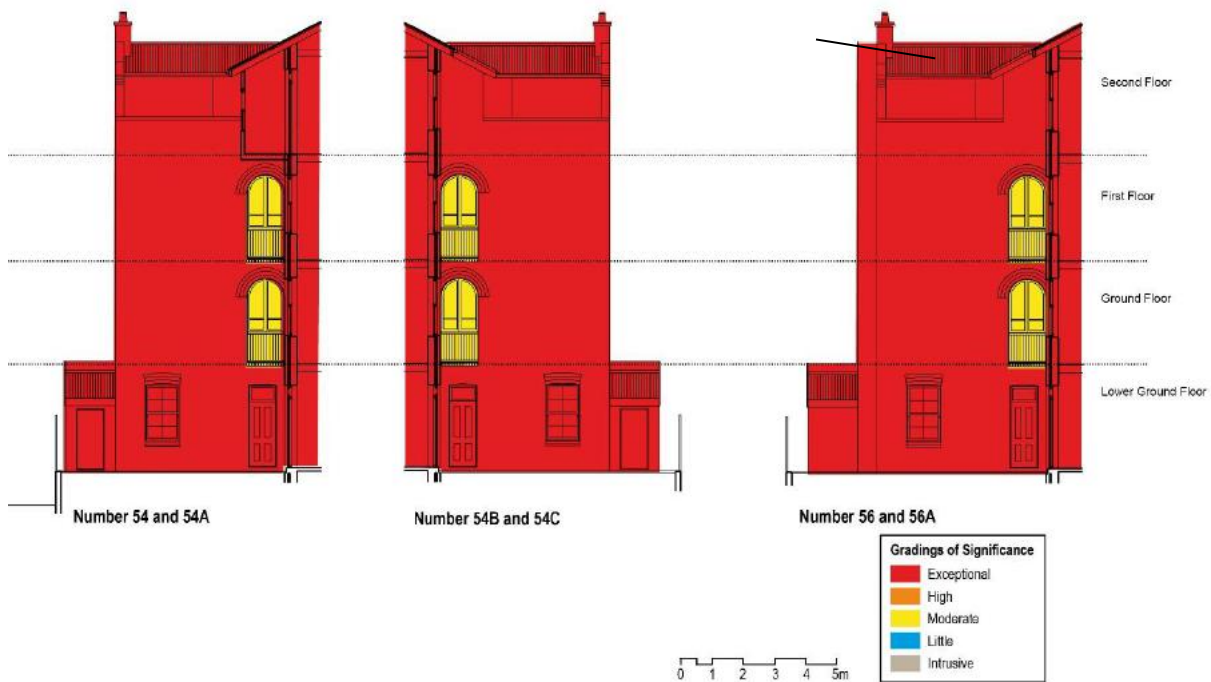 Second Floor
First Floor
Ground Floor
Lower Ground Floor
Number 54 and 54A
Number 54B and 54C
Number 56 and 56A
Gradings of Significance
Exceptional
High
Moderate
Little
Intrusive
0 1 2 3 4 5m